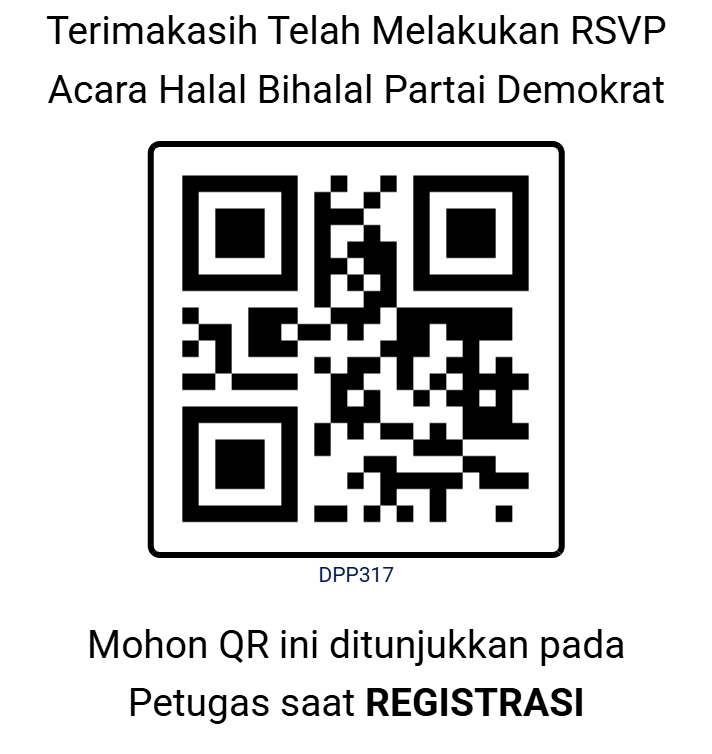 Terimakasih Telah Melakukan RSVP
Acara Halal Bihalal Partai Demokrat
DPP317
Mohon QR ini ditunjukkan pada
Petugas saat REGISTRASI